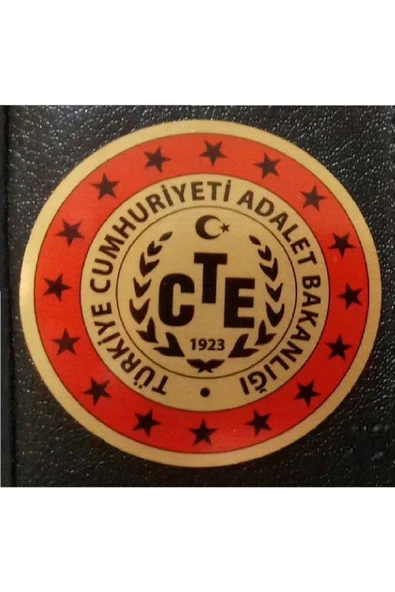 TÜRKİYE CUMHURİYETİ ADALET BAKANLIĞI
CTE
1923